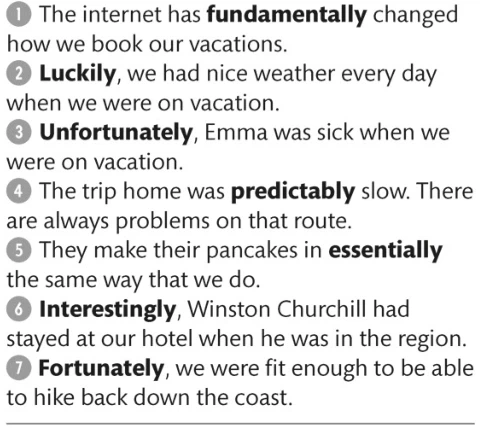 1 The internet has fundamentally changed
how we book our vacations.
2 Luckily, we had nice weather every day
when we were on vacation.
3 Unfortunately, Emma was sick when we
were on vacation.
4 The trip home was predictably slow. There
are always problems on that route.
5 They make their pancakes in essentially
the same way that we do.
6 Interestingly, Winston Churchill had
stayed at our hotel when he was in the region.
7 Fortunately, we were fit enough to be able
to hike back down the coast.